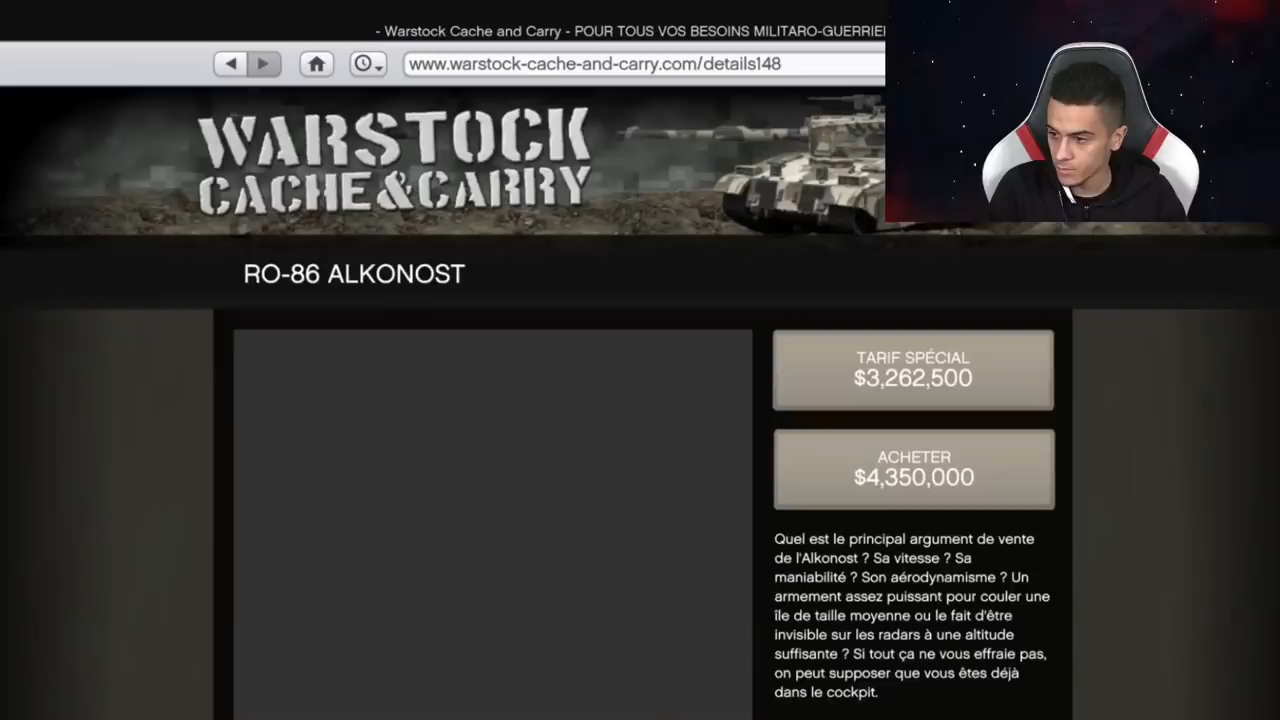 - Warstock Cache and Carry - POUR TOUS VOS BESOINS MILITARO-GUERRIER
www.warstock-cache-and-carry.com/details148
WARSTOCK
CACHE&CARRY
RO-86 ALKONOST
TARIF SPÉCIAL
$3,262,500
ACHETER
$4,350,000
Quel est le principal argument de vente
de l'Alkonost ? Sa vitesse ? Sa
maniabilité ? Son aérodynamisme ? Un
armement assez puissant pour couler une
île de taille moyenne ou le fait d'être
invisible sur les radars à une altitude
suffisante ? Si tout ça ne vous effraie pas,
on peut supposer que vous êtes déjà
dans le cockpit.